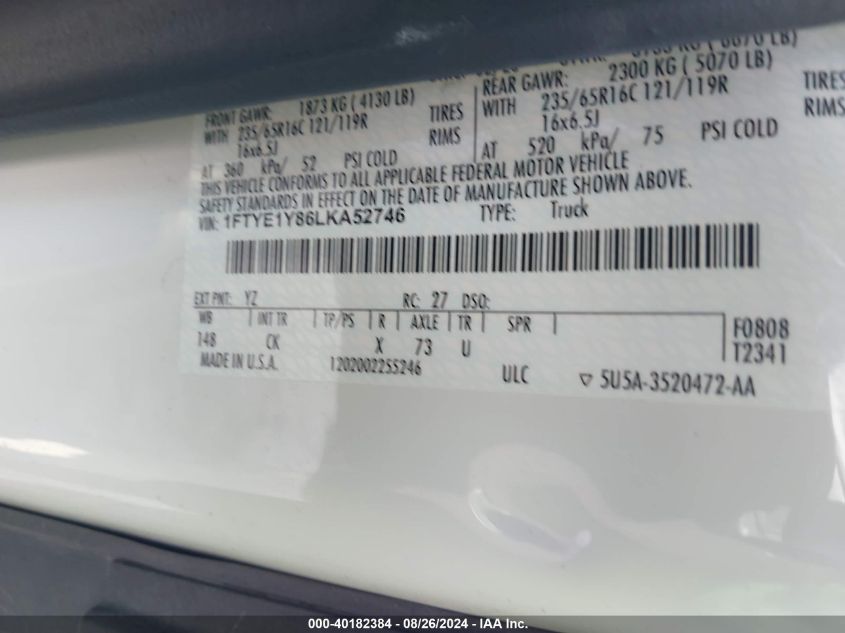 FRONT GAWR: 1873 KG ( 4130 LB)
WITH 235/65R16C 121/119R TIRES
16x6.5J RIMS
AT 360 kPa/ 52 PSI COLD
REAR GAWR: 2300 KG ( 5070 LB)
WITH 235/65R16C 121/119R TIRES
16x6.5J RIMS
AT 520 kPa/ 75 PSI COLD
THIS VEHICLE CONFORMS TO ALL APPLICABLE FEDERAL MOTOR VEHICLE
SAFETY STANDARDS IN EFFECT ON THE DATE OF MANUFACTURE SHOWN ABOVE.
VIN: 1FTYE1Y86LKA52746 TYPE: Truck
EXT PNT: YZ RC: 27 DSO:
WB INT TR TP/PS R AXLE TR SPR
148 CK X 73 U
F0808
T2341
MADE IN U.S.A. 1202002255246 ULC ▽ 5U5A-3520472-AA
000-40182384 - 08/26/2024 - IAA Inc.